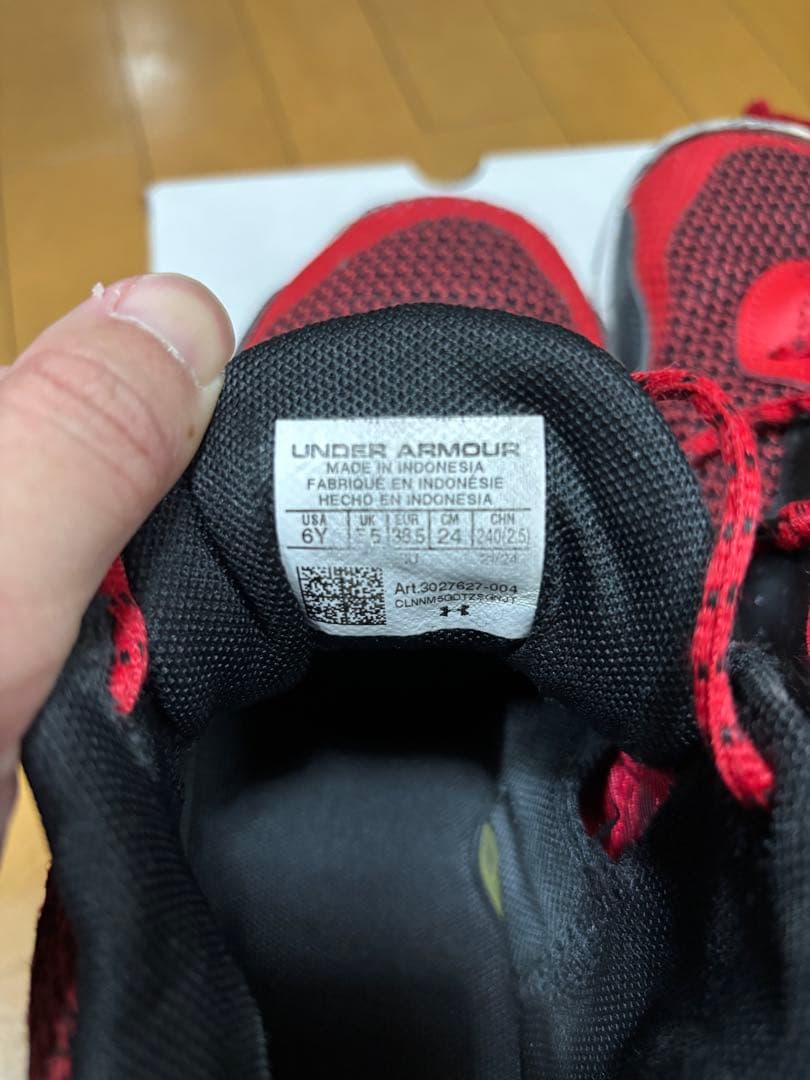 UNDER ARMOUR
MADE IN INDONESIA
FABRIQUÉ EN INDONÉSIE
HECHO EN INDONESIA
USA UK EUR CM CHN
6Y 38.5 24 240(2.5)
Art.3027627-004